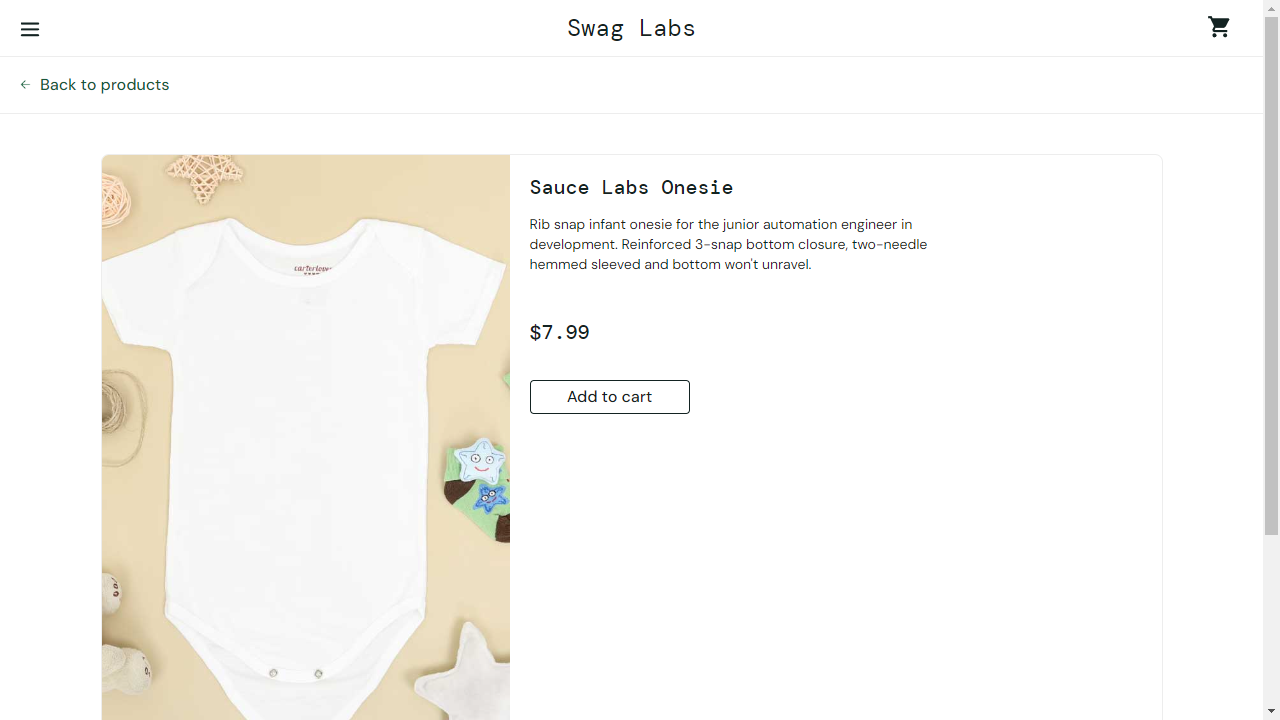 Swag Labs
Back to products
Sauce Labs Onesie
Rib snap infant onesie for the junior automation engineer in
development. Reinforced 3-snap bottom closure, two-needle
hemmed sleeved and bottom won't unravel.
$7.99
Add to cart